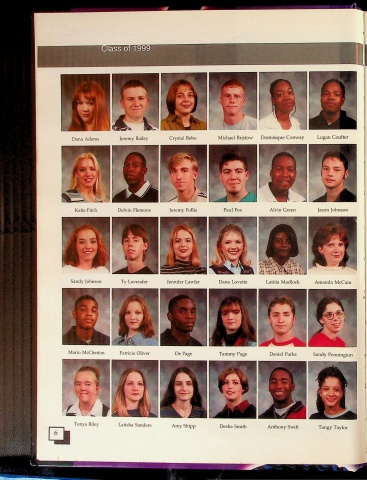 Class of 1999
Dana Adams Jeremy Bailey Crystal Bobo Michael Bristow Dominique Conway Logan Coulter
Katie Fitch Delvin Flemons Jeremy Follis Paul Fox Alvin Green Jason Johnson
Sandy Johnson Ty Lavender Jennifer Lawler Dana Lovette Latitia Madlock Amanda McCain
Mario McClenton Patricia Oliver De Page Tammy Page Daniel Parks Sandy Pennington
Tonya Riley Latisha Sanders Amy Shipp Deeka Smith Anthony Swift Tangy Taylor
6